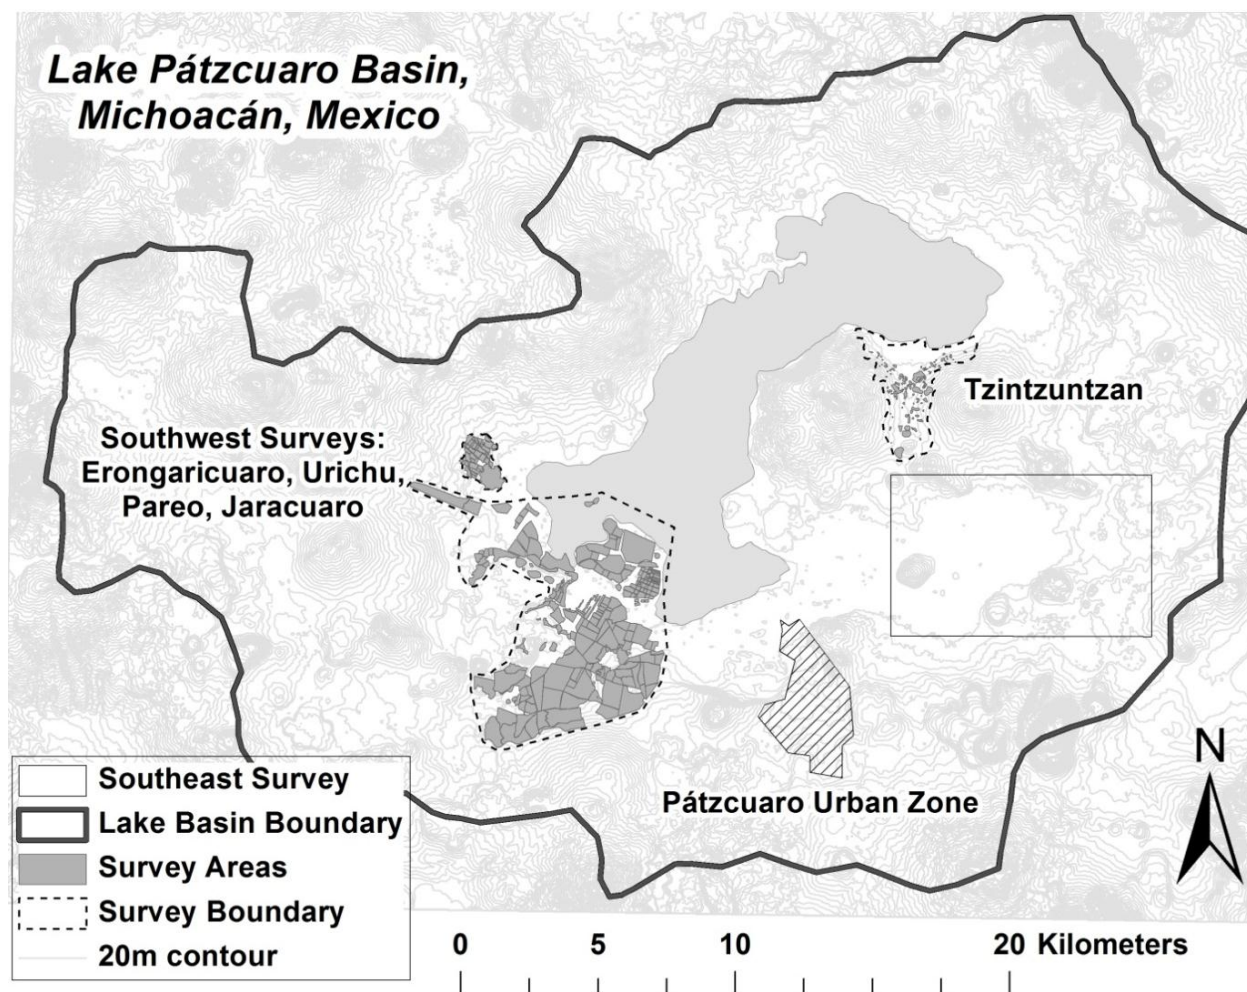 Lake Pátzcuaro Basin,
Michoacán, Mexico
Tzintzuntzan
Southwest Surveys:
Erongaricuaro, Urichu,
Pareo, Jaracuaro
Pátzcuaro Urban Zone
N
Southeast Survey
Lake Basin Boundary
Survey Areas
Survey Boundary
20m contour
0 5 10 20 Kilometers